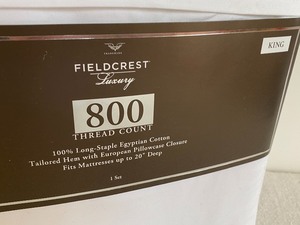 KING
FIELDCREST
Luxury
800
THREAD COUNT
100% Long-Staple Egyptian Cotton
Tailored Hem with European Pillowcase Closure
Fits Mattresses up to 20" Deep
1 Set